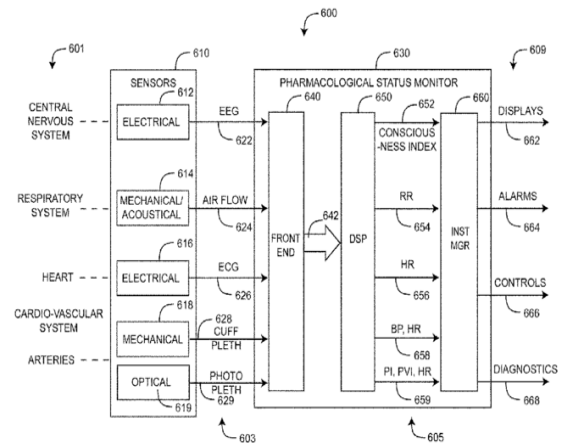 600
601
610
630
609
SENSORS
PHARMACOLOGICAL STATUS MONITOR
612
640
650
652
660
CENTRAL
NERVOUS
SYSTEM
ELECTRICAL
EEG
622
CONSCIOUS
-NESS INDEX
DISPLAYS
662
614
RESPIRATORY
SYSTEM
MECHANICAL/
ACOUSTICAL
AIR FLOW
624
RR
654
ALARMS
664
642
FRONT
END
DSP
INST
MGR
616
HEART
ELECTRICAL
ECG
626
HR
656
CONTROLS
666
618
CARDIO-VASCULAR
SYSTEM
MECHANICAL
628
CUFF
PLETH
BP, HR
658
ARTERIES
OPTICAL
619
PHOTO
PLETH
629
PI, PVI, HR
659
DIAGNOSTICS
668
603
605